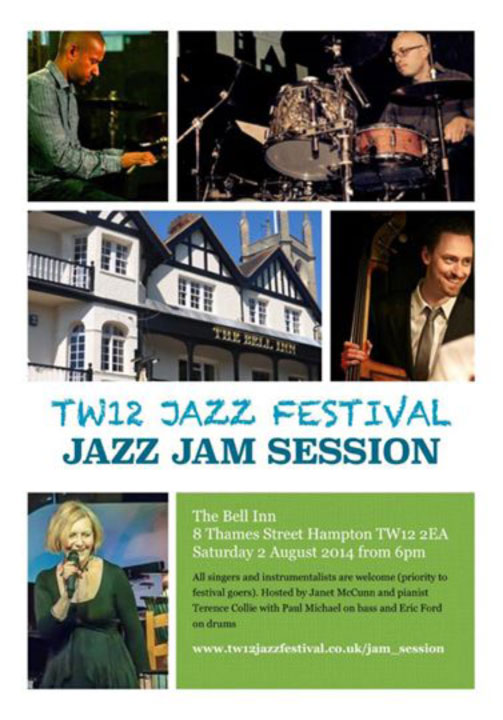 THE BELL INN
TW12 JAZZ FESTIVAL
JAZZ JAM SESSION
The Bell Inn
8 Thames Street Hampton TW12 2EA
Saturday 2 August 2014 from 6pm
All singers and instrumentalists are welcome (priority to
festival goers). Hosted by Janet McCunn and pianist
Terence Collie with Paul Michael on bass and Eric Ford
on drums
www.tw12jazzfestival.co.uk/jam_session